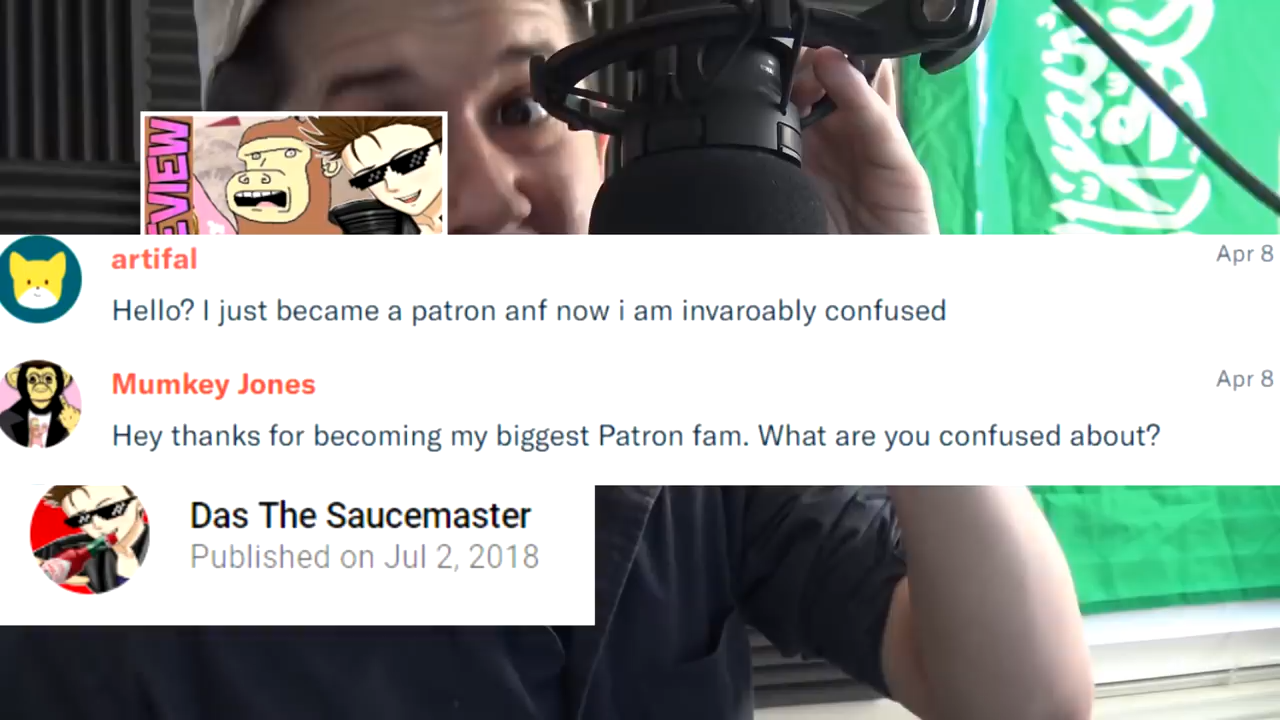 EVIEW
artifal
Apr 8
Hello? I just became a patron anf now i am invaroably confused
Mumkey Jones
Apr 8
Hey thanks for becoming my biggest Patron fam. What are you confused about?
Das The Saucemaster
Published on Jul 2, 2018